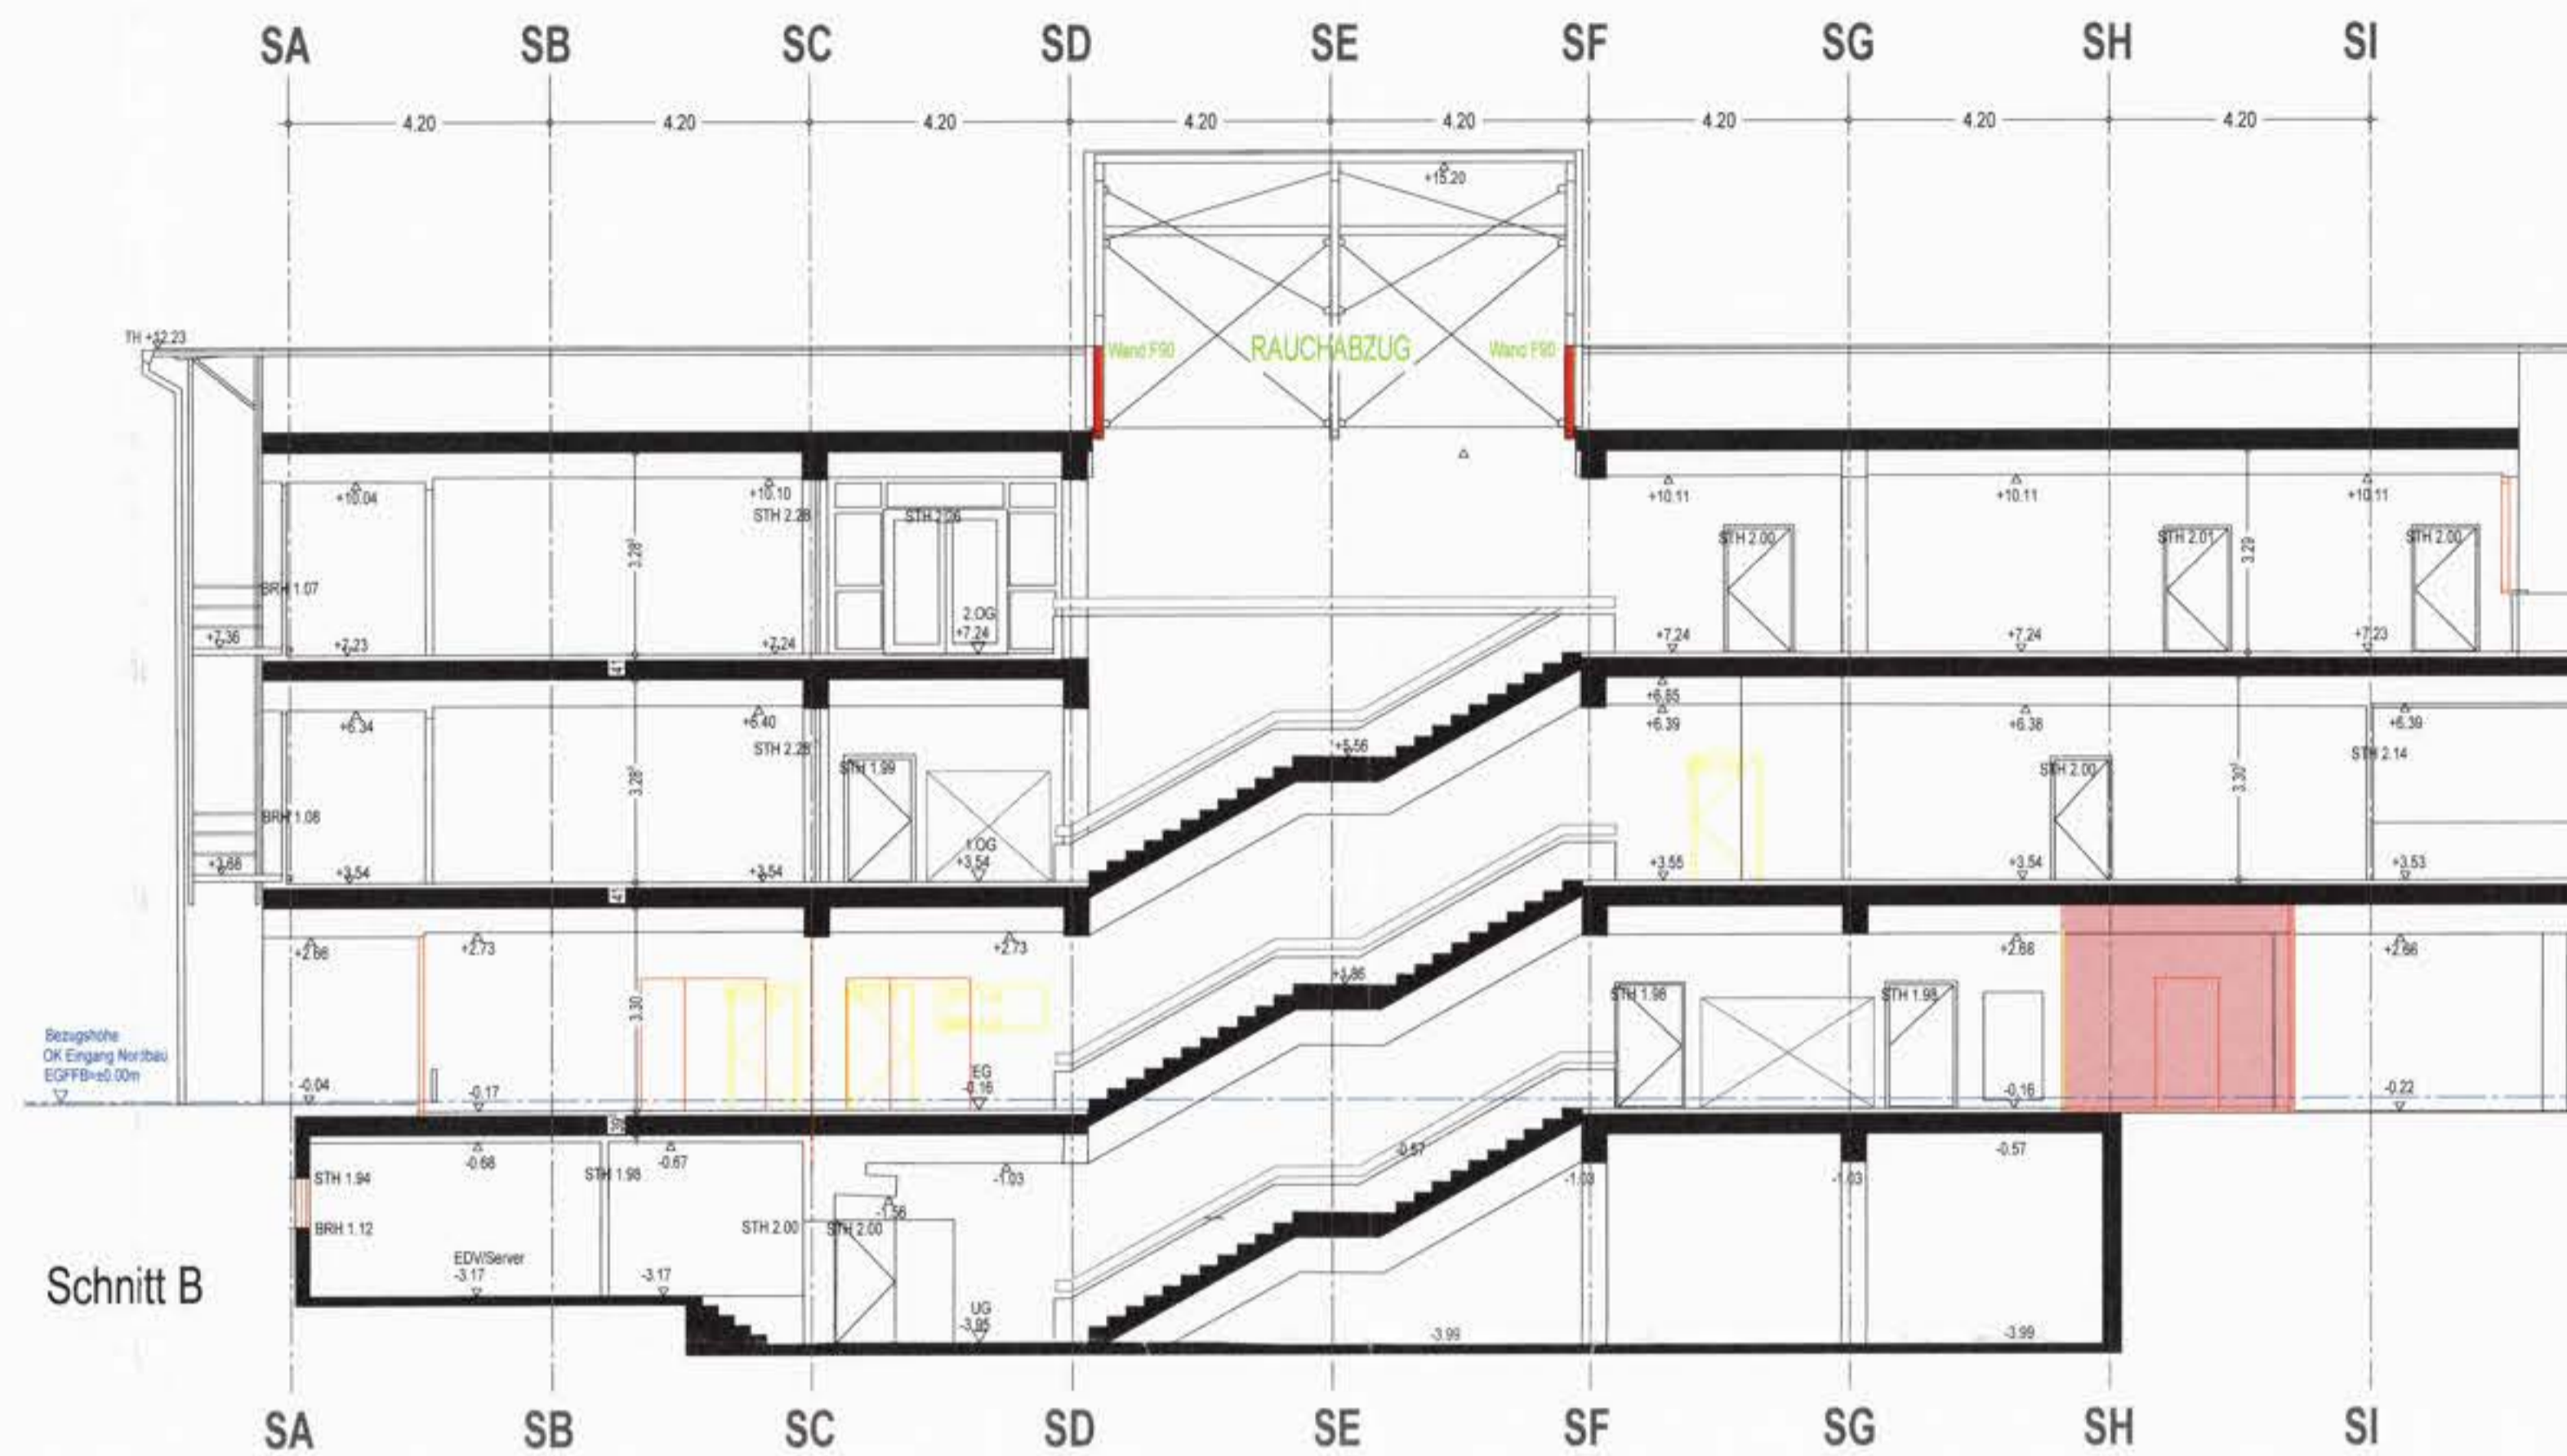 SA SB SC SD SE SF SG SH SI
4.20 4.20 4.20 4.20 4.20 4.20 4.20 4.20
+15.20
TH +12.23
Wand F90 RAUCHABZUG Wand F90
+10.04 +10.10 +10.11 +10.11 +10.11
STH 2.28 STH 2.26 STH 2.00 STH 2.01 STH 2.00
3.28⁵ 3.29
BRH 1.07
2.OG
+7.36 +7.23 +7.24 +7.24 +7.24 +7.24 +7.23
41
+6.65
+6.34 +6.40 +6.39 +6.38 +6.39
STH 2.28 STH 1.99 +5.56 STH 2.00 STH 2.14
3.28⁵ 3.30⁵
BRH 1.08
1.OG
+3.66 +3.54 +3.54 +3.54 +3.55 +3.54 +3.53
41
+2.66 +2.73 +2.73 +2.68 +2.66
+1.86
STH 1.98 STH 1.98
3.30
Bezugshöhe
OK Eingang Nordbau
EGFFB=±0.00m
EG
-0.04 -0.17 -0.16 -0.16 -0.22
-0.68 -0.67 -0.57 -0.57
STH 1.94 STH 1.98 -1.03 -1.03 -1.03
-1.56
BRH 1.12 STH 2.00 STH 2.00
EDV/Server
-3.17 -3.17
Schnitt B
UG
-3.95 -3.99 -3.99
SA SB SC SD SE SF SG SH SI